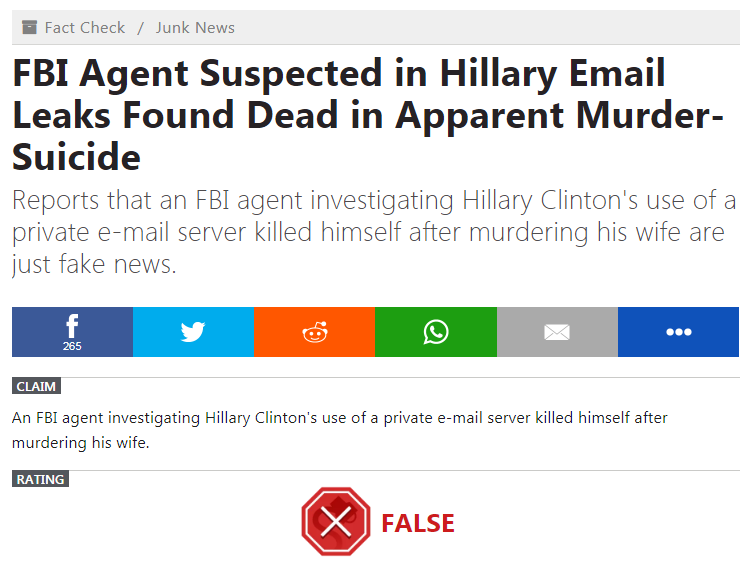 Fact Check / Junk News
FBI Agent Suspected in Hillary Email
Leaks Found Dead in Apparent Murder-
Suicide
Reports that an FBI agent investigating Hillary Clinton's use of a
private e-mail server killed himself after murdering his wife are
just fake news.
265
CLAIM
An FBI agent investigating Hillary Clinton's use of a private e-mail server killed himself after
murdering his wife.
RATING
FALSE